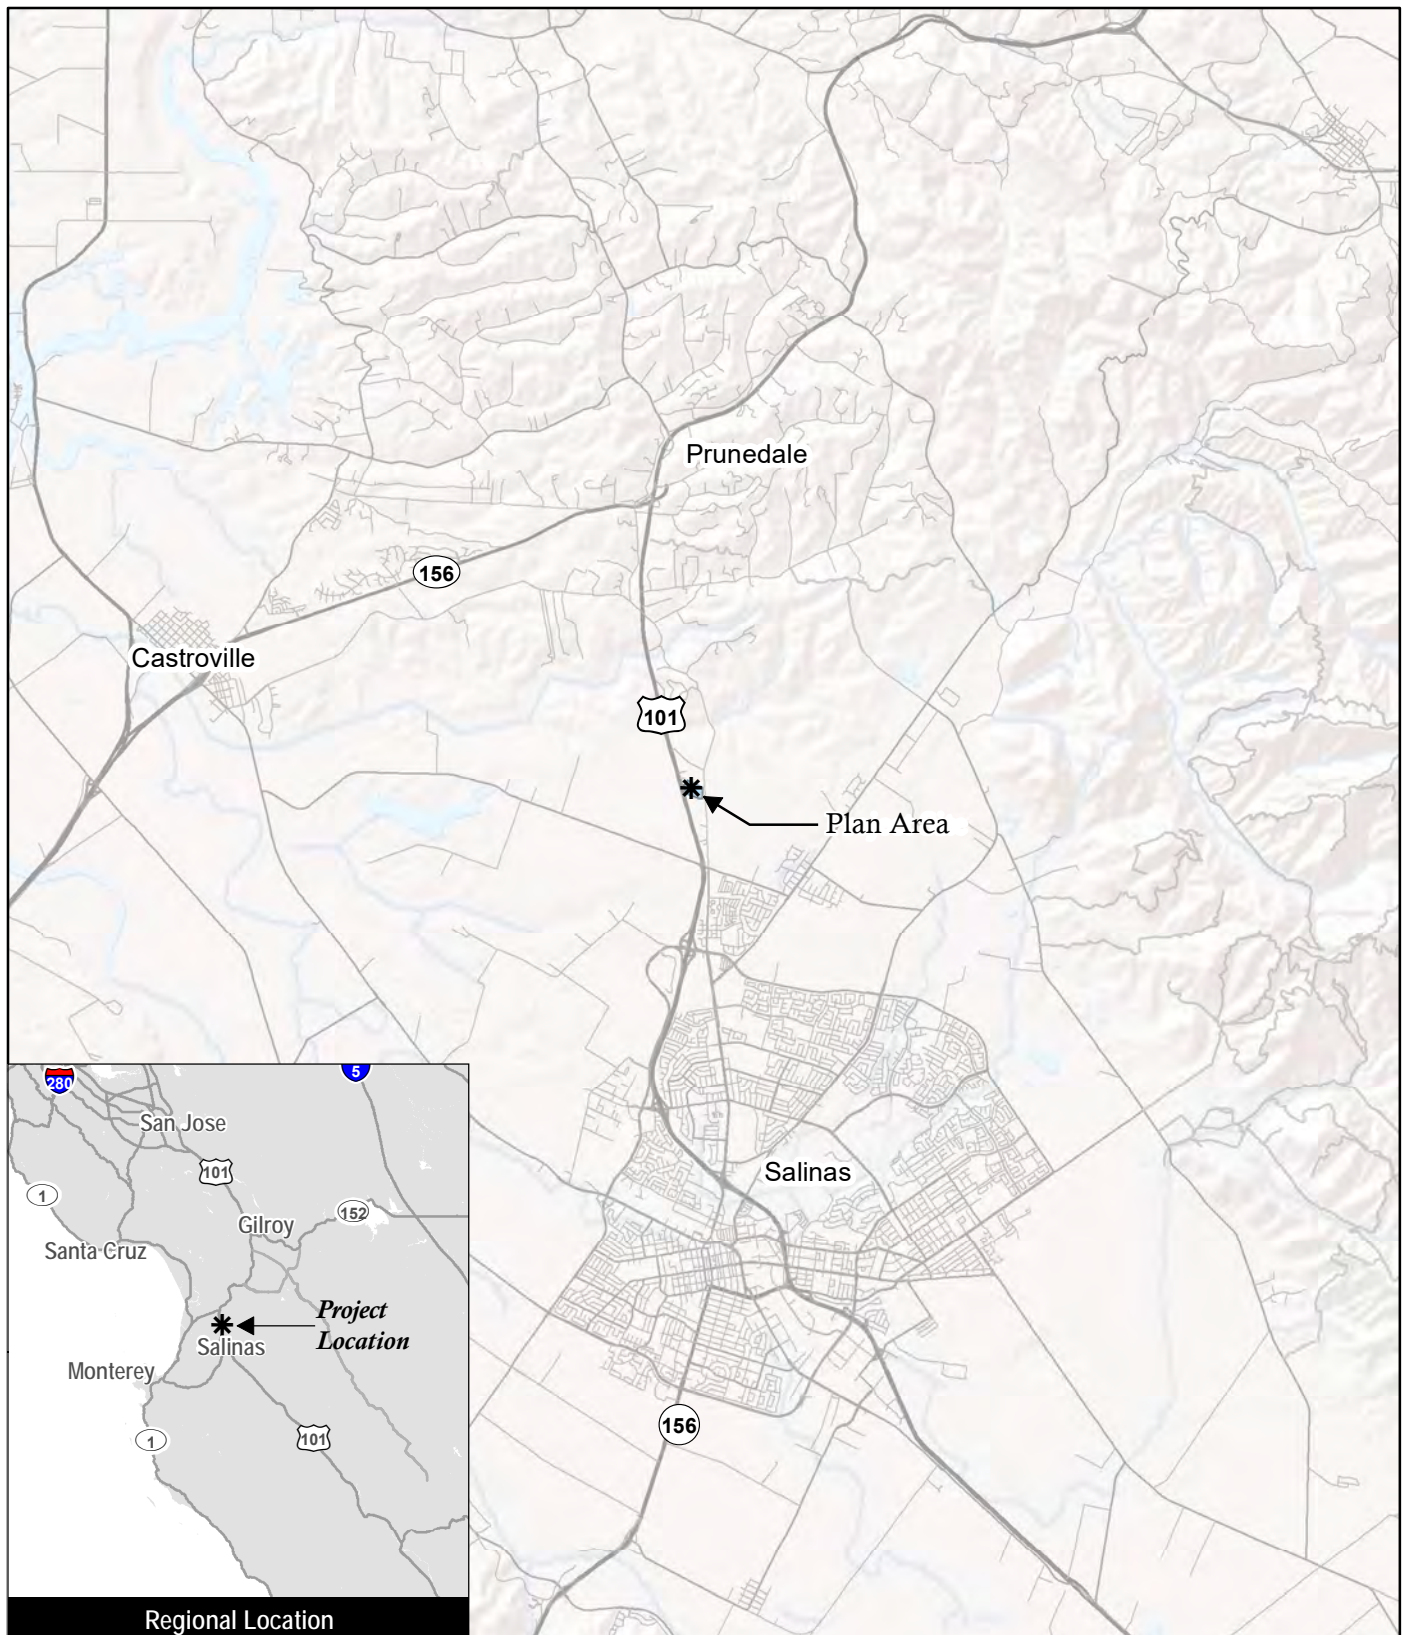 Prunedale
156
Castroville
101
Plan Area
Salinas
156
280
5
San Jose
101
1
152
Gilroy
Santa Cruz
Project
Location
Salinas
Monterey
1
101
Regional Location